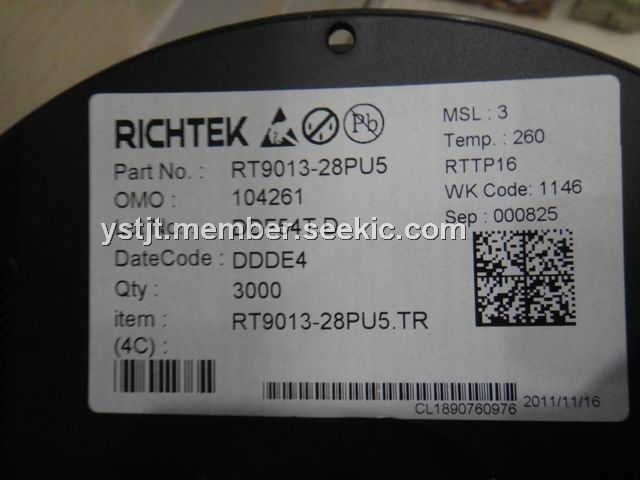 RICHTEK
Pb
Part No. : RT9013-28PU5
OMO : 104261
DateCode : DDDE4
Qty : 3000
item : RT9013-28PU5.TR
(4C) :
MSL : 3
Temp. : 260
RTTP16
WK Code: 1146
Sep : 000825
ystjt.member.seekic.com
CL1890760976 2011/11/16